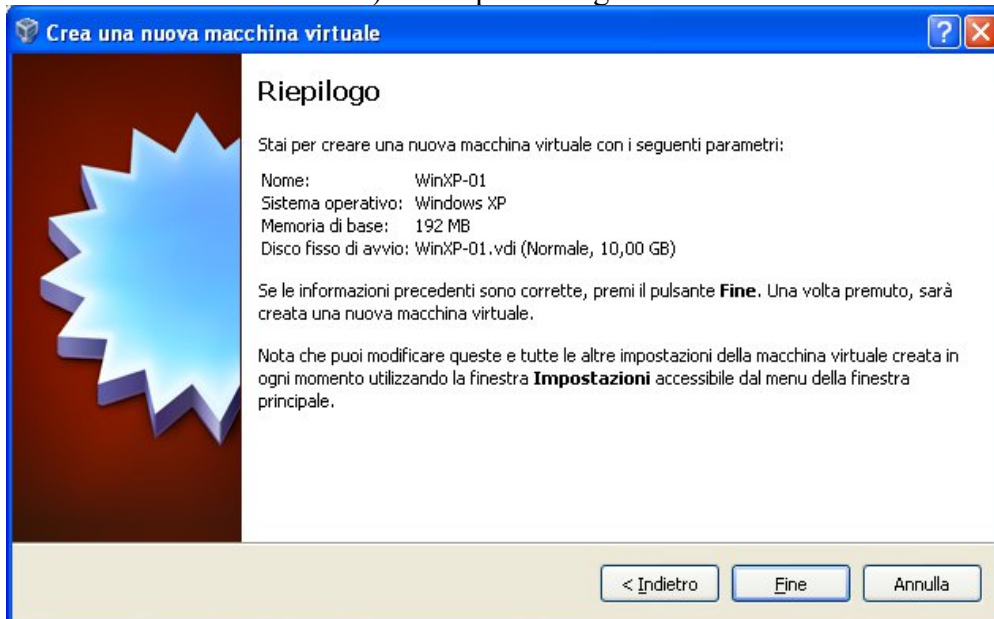 Crea una nuova macchina virtuale
Riepilogo
Stai per creare una nuova macchina virtuale con i seguenti parametri:
Nome: WinXP-01
Sistema operativo: Windows XP
Memoria di base: 192 MB
Disco fisso di avvio: WinXP-01.vdi (Normale, 10,00 GB)
Se le informazioni precedenti sono corrette, premi il pulsante Fine. Una volta premuto, sarà
creata una nuova macchina virtuale.
Nota che puoi modificare queste e tutte le altre impostazioni della macchina virtuale creata in
ogni momento utilizzando la finestra Impostazioni accessibile dal menu della finestra
principale.
< Indietro Fine Annulla